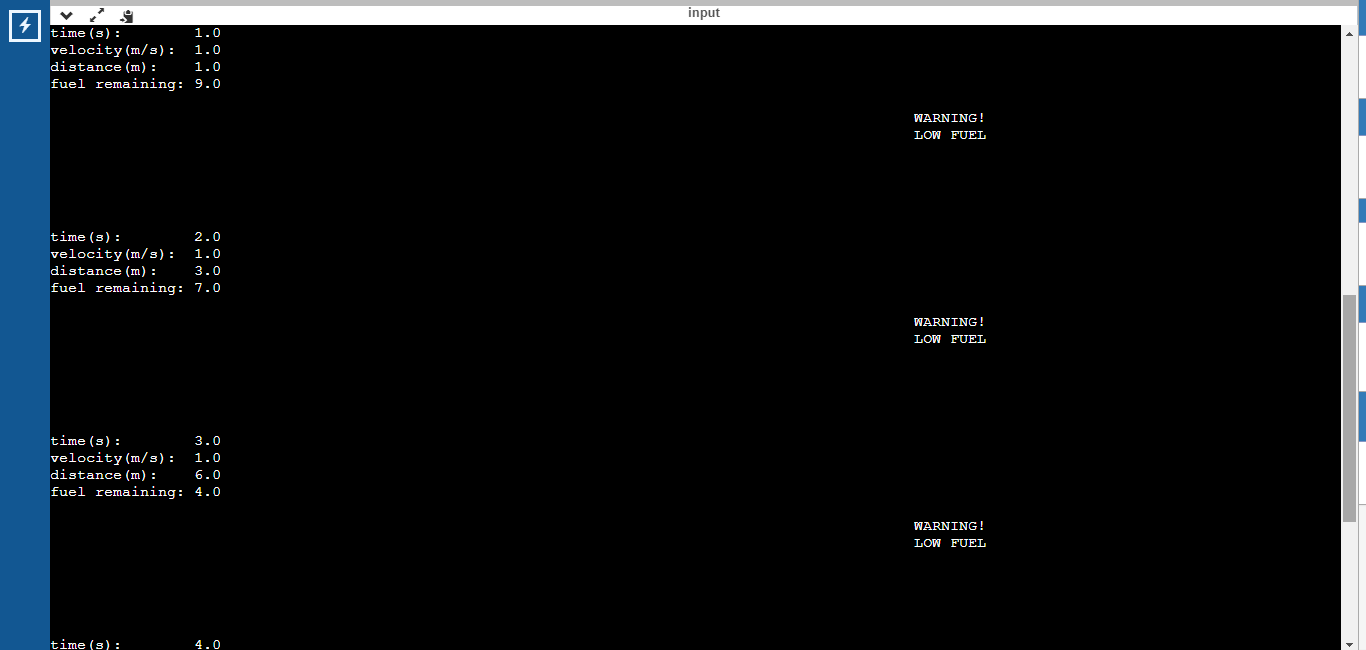 input
time(s): 1.0
velocity(m/s): 1.0
distance(m): 1.0
fuel remaining: 9.0
WARNING!
LOW FUEL
time(s): 2.0
velocity(m/s): 1.0
distance(m): 3.0
fuel remaining: 7.0
WARNING!
LOW FUEL
time(s): 3.0
velocity(m/s): 1.0
distance(m): 6.0
fuel remaining: 4.0
WARNING!
LOW FUEL
time(s): 4.0